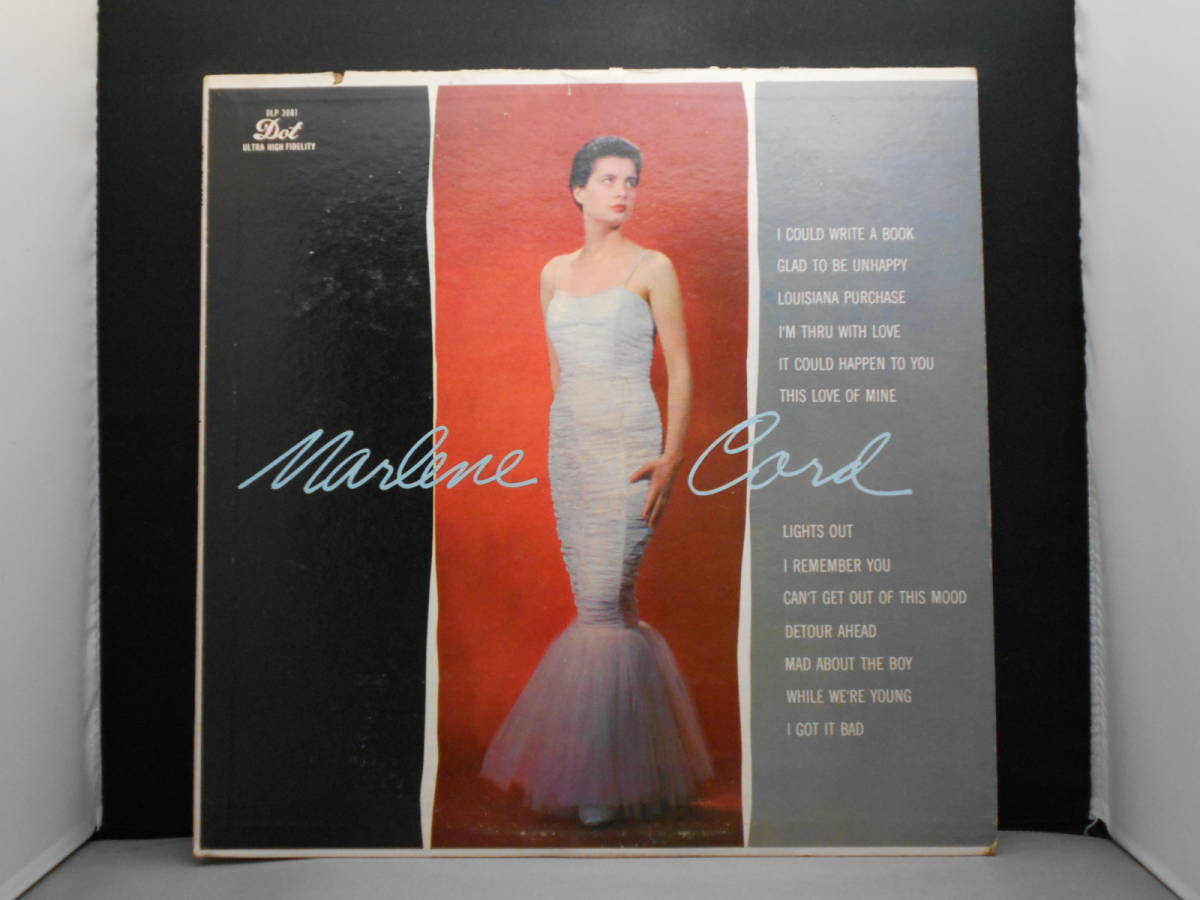 DLP 3081
Dot
ULTRA HIGH FIDELITY
I COULD WRITE A BOOK
GLAD TO BE UNHAPPY
LOUISIANA PURCHASE
I'M THRU WITH LOVE
IT COULD HAPPEN TO YOU
THIS LOVE OF MINE
Marlene Cord
LIGHTS OUT
I REMEMBER YOU
CAN'T GET OUT OF THIS MOOD
DETOUR AHEAD
MAD ABOUT THE BOY
WHILE WE'RE YOUNG
I GOT IT BAD